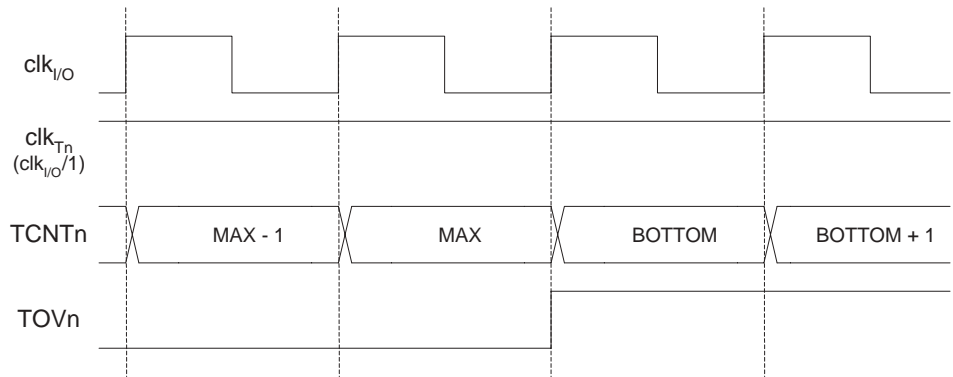 clkI/O
clkTn
(clkI/O/1)
TCNTn MAX - 1 MAX BOTTOM BOTTOM + 1
TOVn